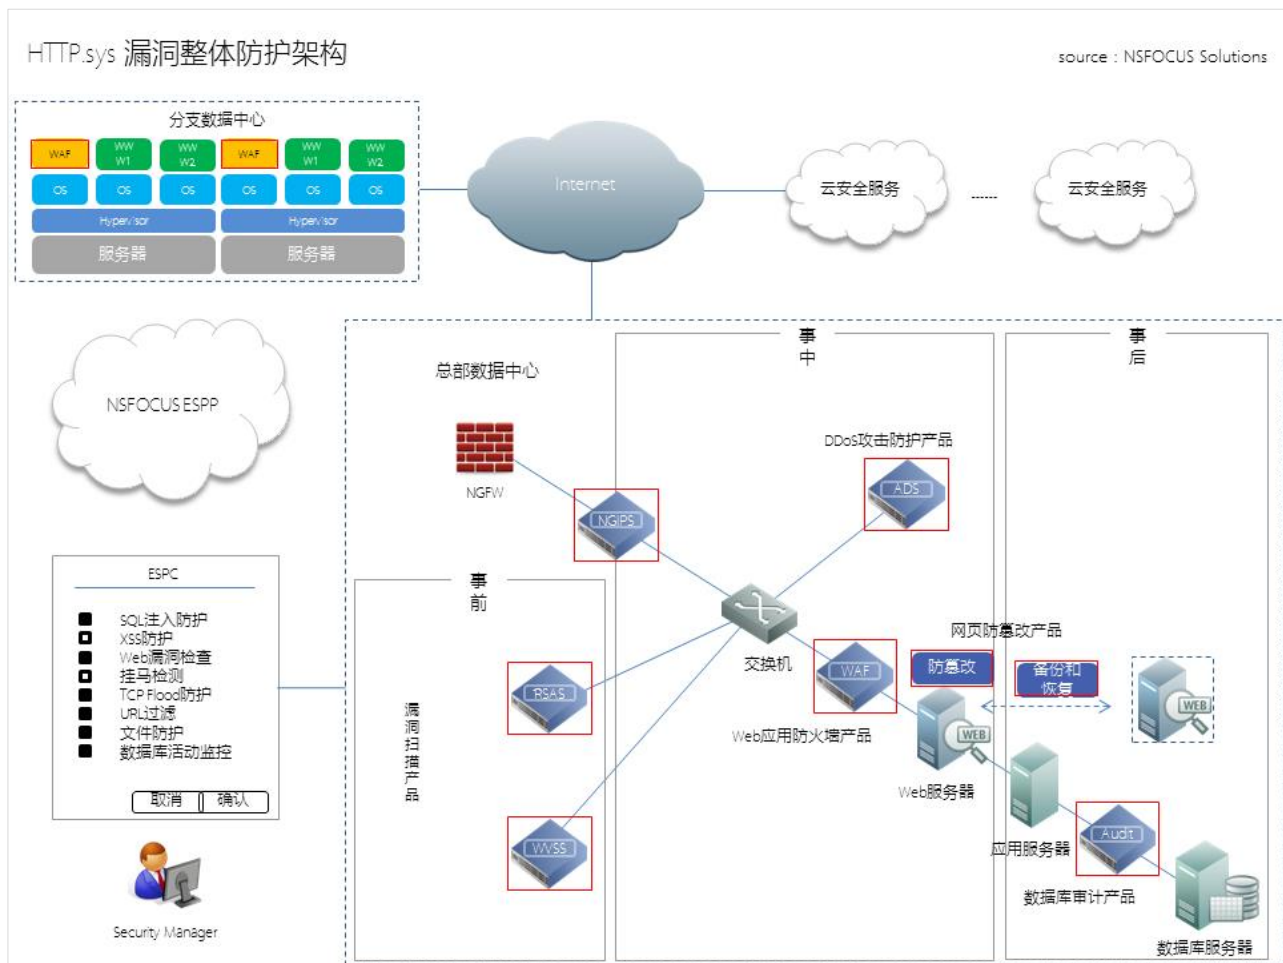 HTTP.sys 漏洞整体防护架构
source : NSFOCUS Solutions
分支数据中心
WAF
WW
W1
WW
W2
WAF
WW
W1
WW
W2
OS
OS
OS
OS
OS
OS
Hypervisor
Hypervisor
服务器
服务器
Internet
云安全服务
......
云安全服务
NSFOCUS ESPP
总部数据中心
事
中
事
后
NGFW
NGIPS
DDoS攻击防护产品
ADS
ESPC
SQL注入防护
XSS防护
Web漏洞检查
挂马检测
TCP Flood防护
URL过滤
文件防护
数据库活动监控
取消
确认
Security Manager
事
前
漏
洞
扫
描
产
品
RSAS
WVSS
交换机
WAF
Web应用防火墙产品
网页防篡改产品
防篡改
备份和
恢复
WEB
WEB
Web服务器
应用服务器
Audit
数据库审计产品
数据库服务器